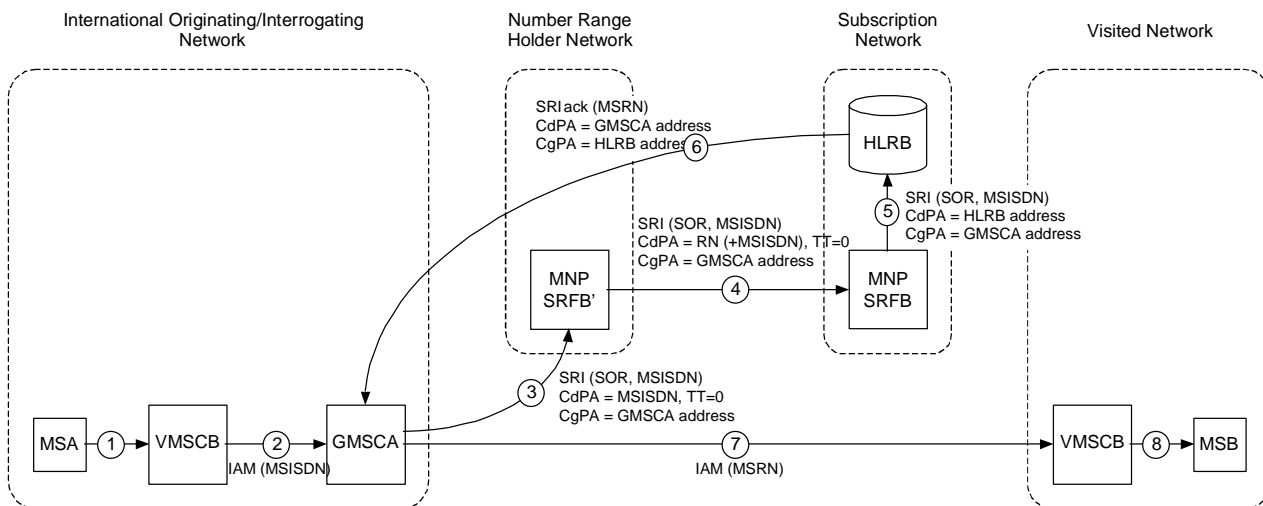 International Originating/Interrogating
Network
Number Range
Holder Network
Subscription
Network
Visited Network
SRI ack (MSRN)
CdPA = GMSCA address
CgPA = HLRB address
6
HLRB
5
SRI (SOR, MSISDN)
CdPA = HLRB address
CgPA = GMSCA address
SRI (SOR, MSISDN)
CdPA = RN (+MSISDN), TT=0
CgPA = GMSCA address
4
MNP
SRFB’
MNP
SRFB
3
SRI (SOR, MSISDN)
CdPA = MSISDN, TT=0
CgPA = GMSCA address
MSA
1
VMSCB
2
IAM (MSISDN)
GMSCA
7
IAM (MSRN)
VMSCB
8
MSB